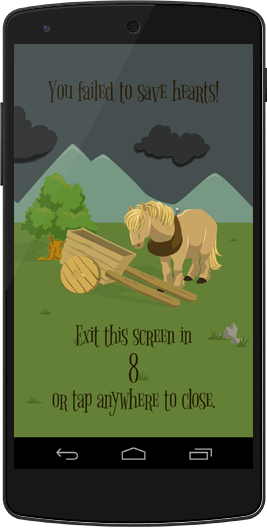 You failed to save hearts!
Exit this screen in
8
or tap anywhere to close.